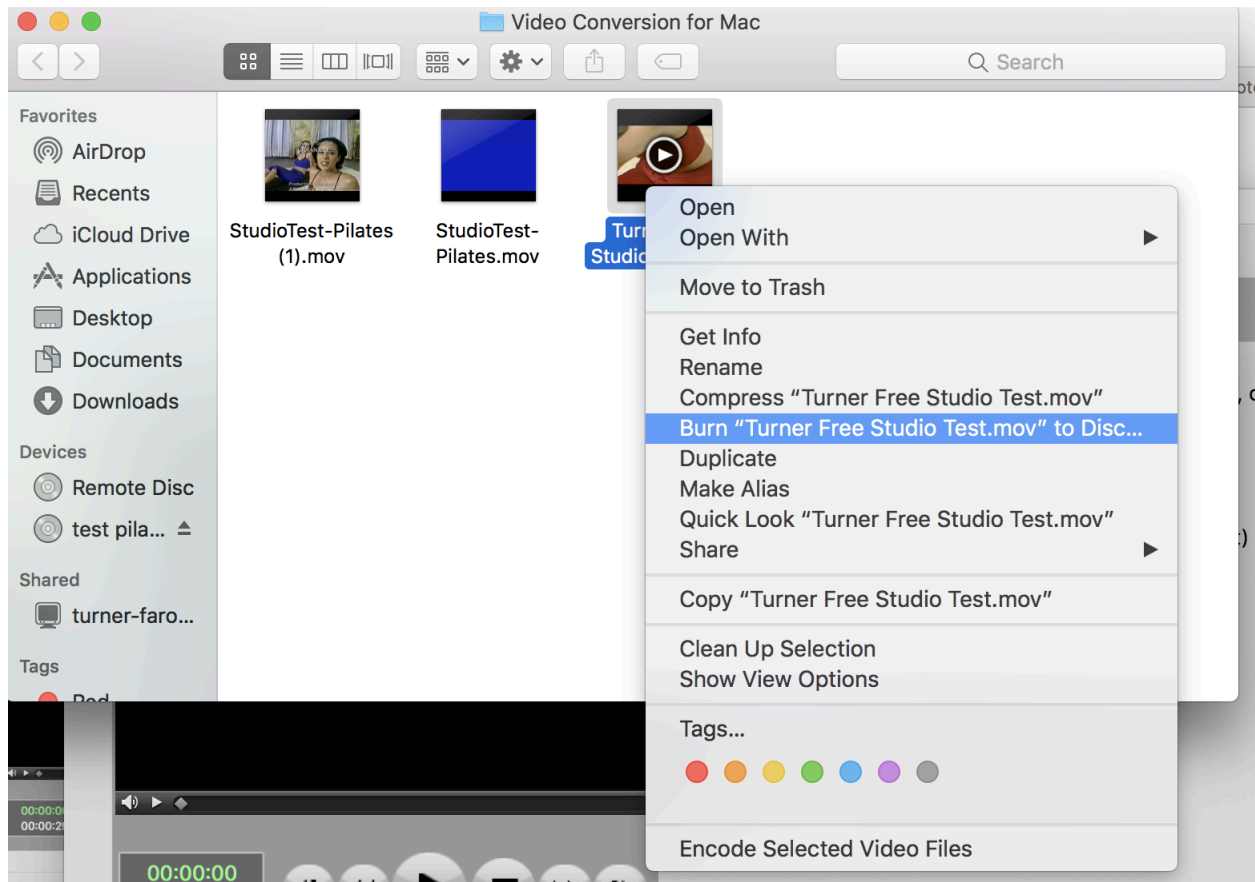 Video Conversion for Mac
Search
Favorites
AirDrop
Recents
iCloud Drive
Applications
Desktop
Documents
Downloads
Devices
Remote Disc
test pila...
Shared
turner-faro...
Tags
Red
StudioTest-Pilates
(1).mov
StudioTest-
Pilates.mov
Turn
Studio
Open
Open With
Move to Trash
Get Info
Rename
Compress “Turner Free Studio Test.mov”
Burn “Turner Free Studio Test.mov” to Disc...
Duplicate
Make Alias
Quick Look “Turner Free Studio Test.mov”
Share
Copy “Turner Free Studio Test.mov”
Clean Up Selection
Show View Options
Tags...
Encode Selected Video Files
00:00:00